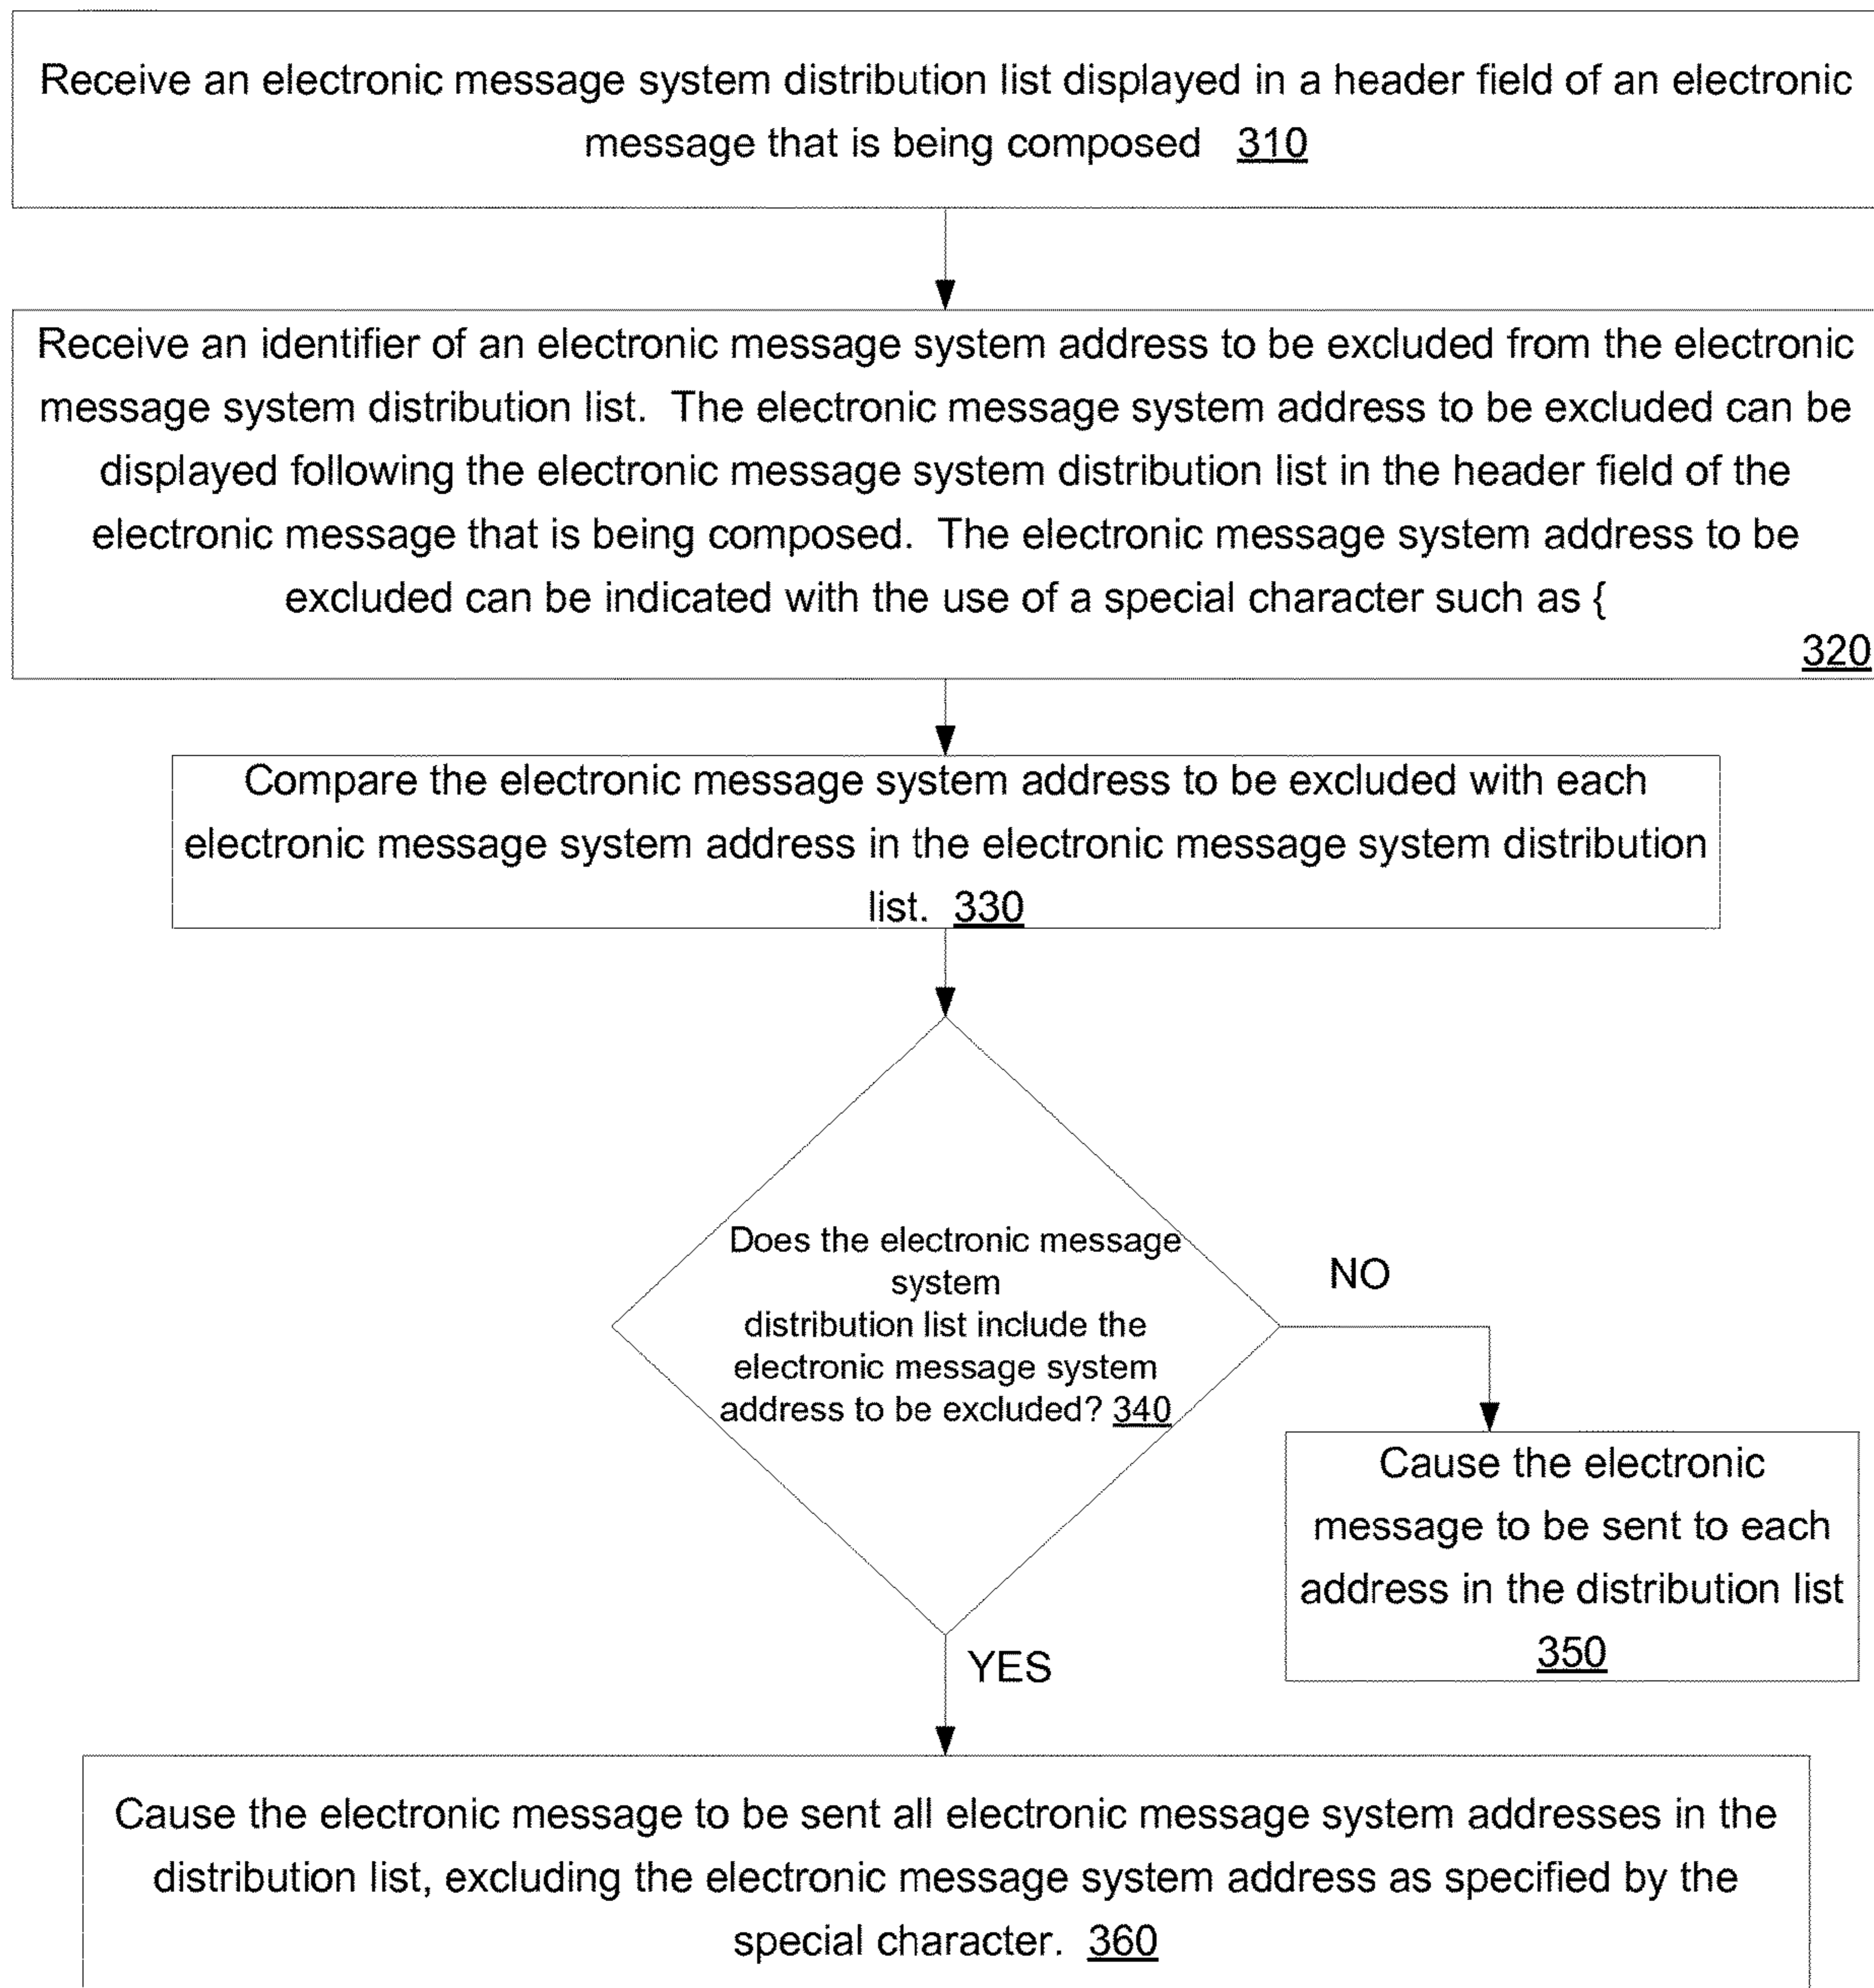 Receive an electronic message system distribution list displayed in a header field of an electronic
message that is being composed 310
Receive an identifier of an electronic message system address to be excluded from the electronic
message system distribution list. The electronic message system address to be excluded can be
displayed following the electronic message system distribution list in the header field of the
electronic message that is being composed. The electronic message system address to be
excluded can be indicated with the use of a special character such as {
320
Compare the electronic message system address to be excluded with each
electronic message system address in the electronic message system distribution
list. 330
Does the electronic message
system
distribution list include the
electronic message system
address to be excluded? 340
NO
Cause the electronic
message to be sent to each
address in the distribution list
350
YES
Cause the electronic message to be sent all electronic message system addresses in the
distribution list, excluding the electronic message system address as specified by the
special character. 360